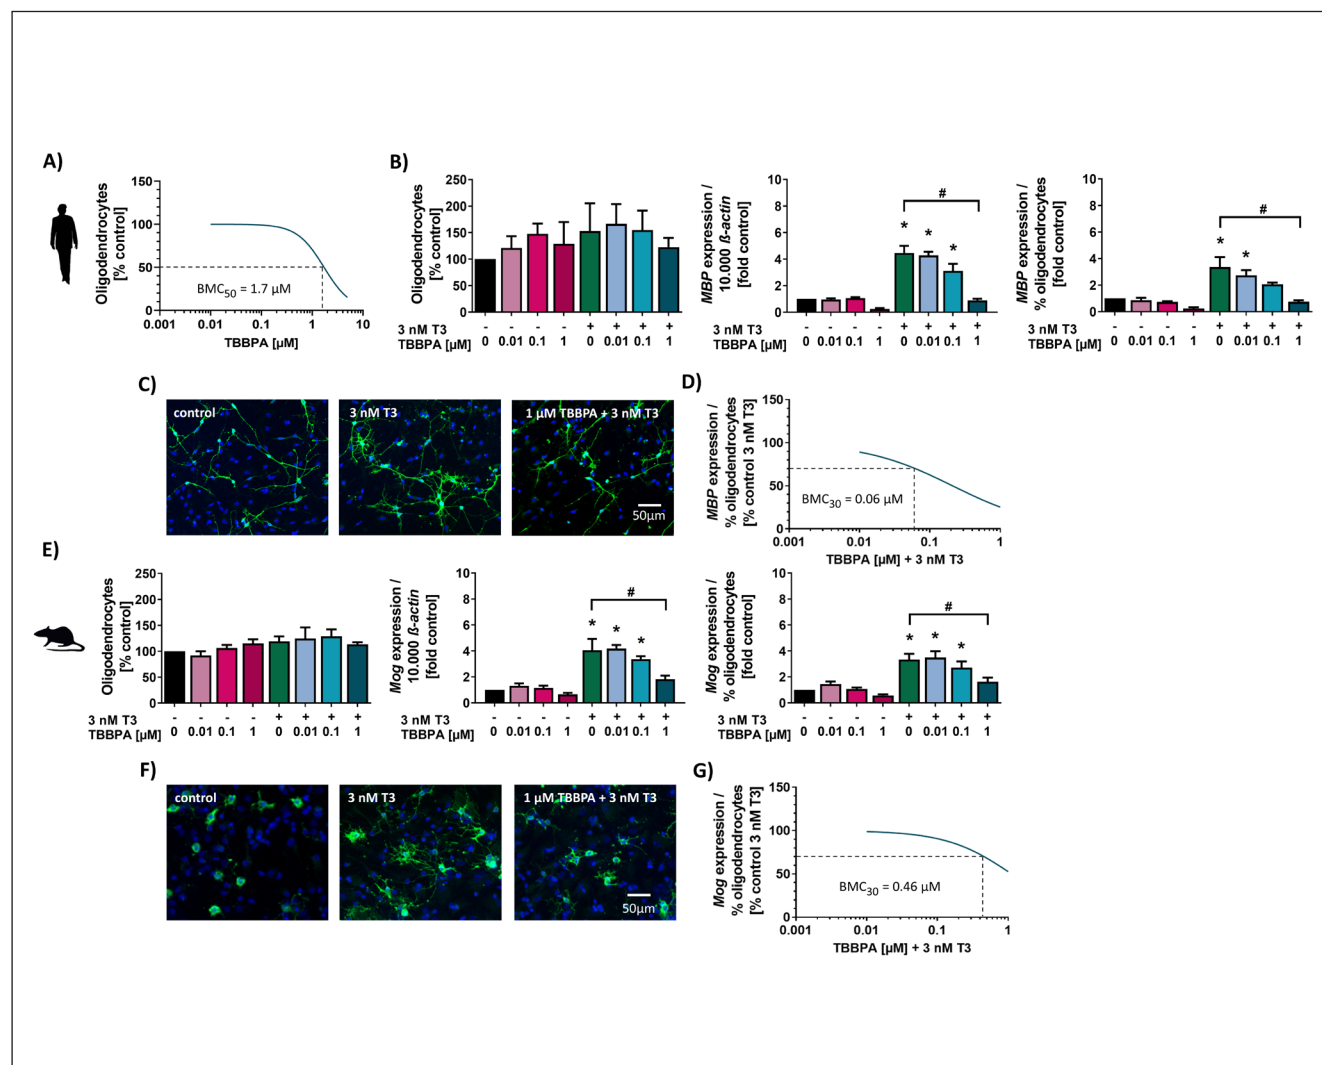 A)
Oligodendrocytes
[% control]
150
100
50
0
BMC50 = 1.7 µM
0.001
0.01
0.1
1
10
TBBPA [µM]
B)
Oligodendrocytes
[% control]
250
200
150
100
50
0
3 nM T3 - - - - + + + +
TBBPA [µM] 0 0.01 0.1 1 0 0.01 0.1 1
MBP expression /
10.000 ß-actin
[fold control]
10
8
6
4
2
0
#
* * *
3 nM T3 - - - - + + + +
TBBPA [µM] 0 0.01 0.1 1 0 0.01 0.1 1
MBP expression /
% oligodendrocytes
[fold control]
10
8
6
4
2
0
#
* *
3 nM T3 - - - - + + + +
TBBPA [µM] 0 0.01 0.1 1 0 0.01 0.1 1
C)
control
3 nM T3
1 µM TBBPA + 3 nM T3
50µm
D)
MBP expression /
% oligodendrocytes
[% control 3 nM T3]
150
100
50
0
BMC30 = 0.06 µM
0.001
0.01
0.1
1
TBBPA [µM] + 3 nM T3
E)
Oligodendrocytes
[% control]
250
200
150
100
50
0
3 nM T3 - - - - + + + +
TBBPA [µM] 0 0.01 0.1 1 0 0.01 0.1 1
Mog expression /
10.000 ß-actin
[fold control]
10
8
6
4
2
0
#
* * *
3 nM T3 - - - - + + + +
TBBPA [µM] 0 0.01 0.1 1 0 0.01 0.1 1
Mog expression /
% oligodendrocytes
[fold control]
10
8
6
4
2
0
#
* * *
3 nM T3 - - - - + + + +
TBBPA [µM] 0 0.01 0.1 1 0 0.01 0.1 1
F)
control
3 nM T3
1 µM TBBPA + 3 nM T3
50µm
G)
Mog expression /
% oligodendrocytes
[% control 3 nM T3]
150
100
50
0
BMC30 = 0.46 µM
0.001
0.01
0.1
1
TBBPA [µM] + 3 nM T3